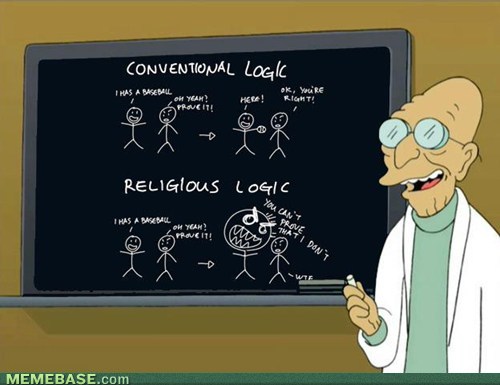 CONVENTIONAL LOGIC
I HAS A BASEBALL
OH YEAH?
PROVE IT!
HERE!
OK, YOU'RE
RIGHT!
RELIGIOUS LOGIC
I HAS A BASEBALL
OH YEAH?
PROVE IT!
YOU CAN'T
PROVE
THAT I DON'T
WTF
MEMEBASE.com